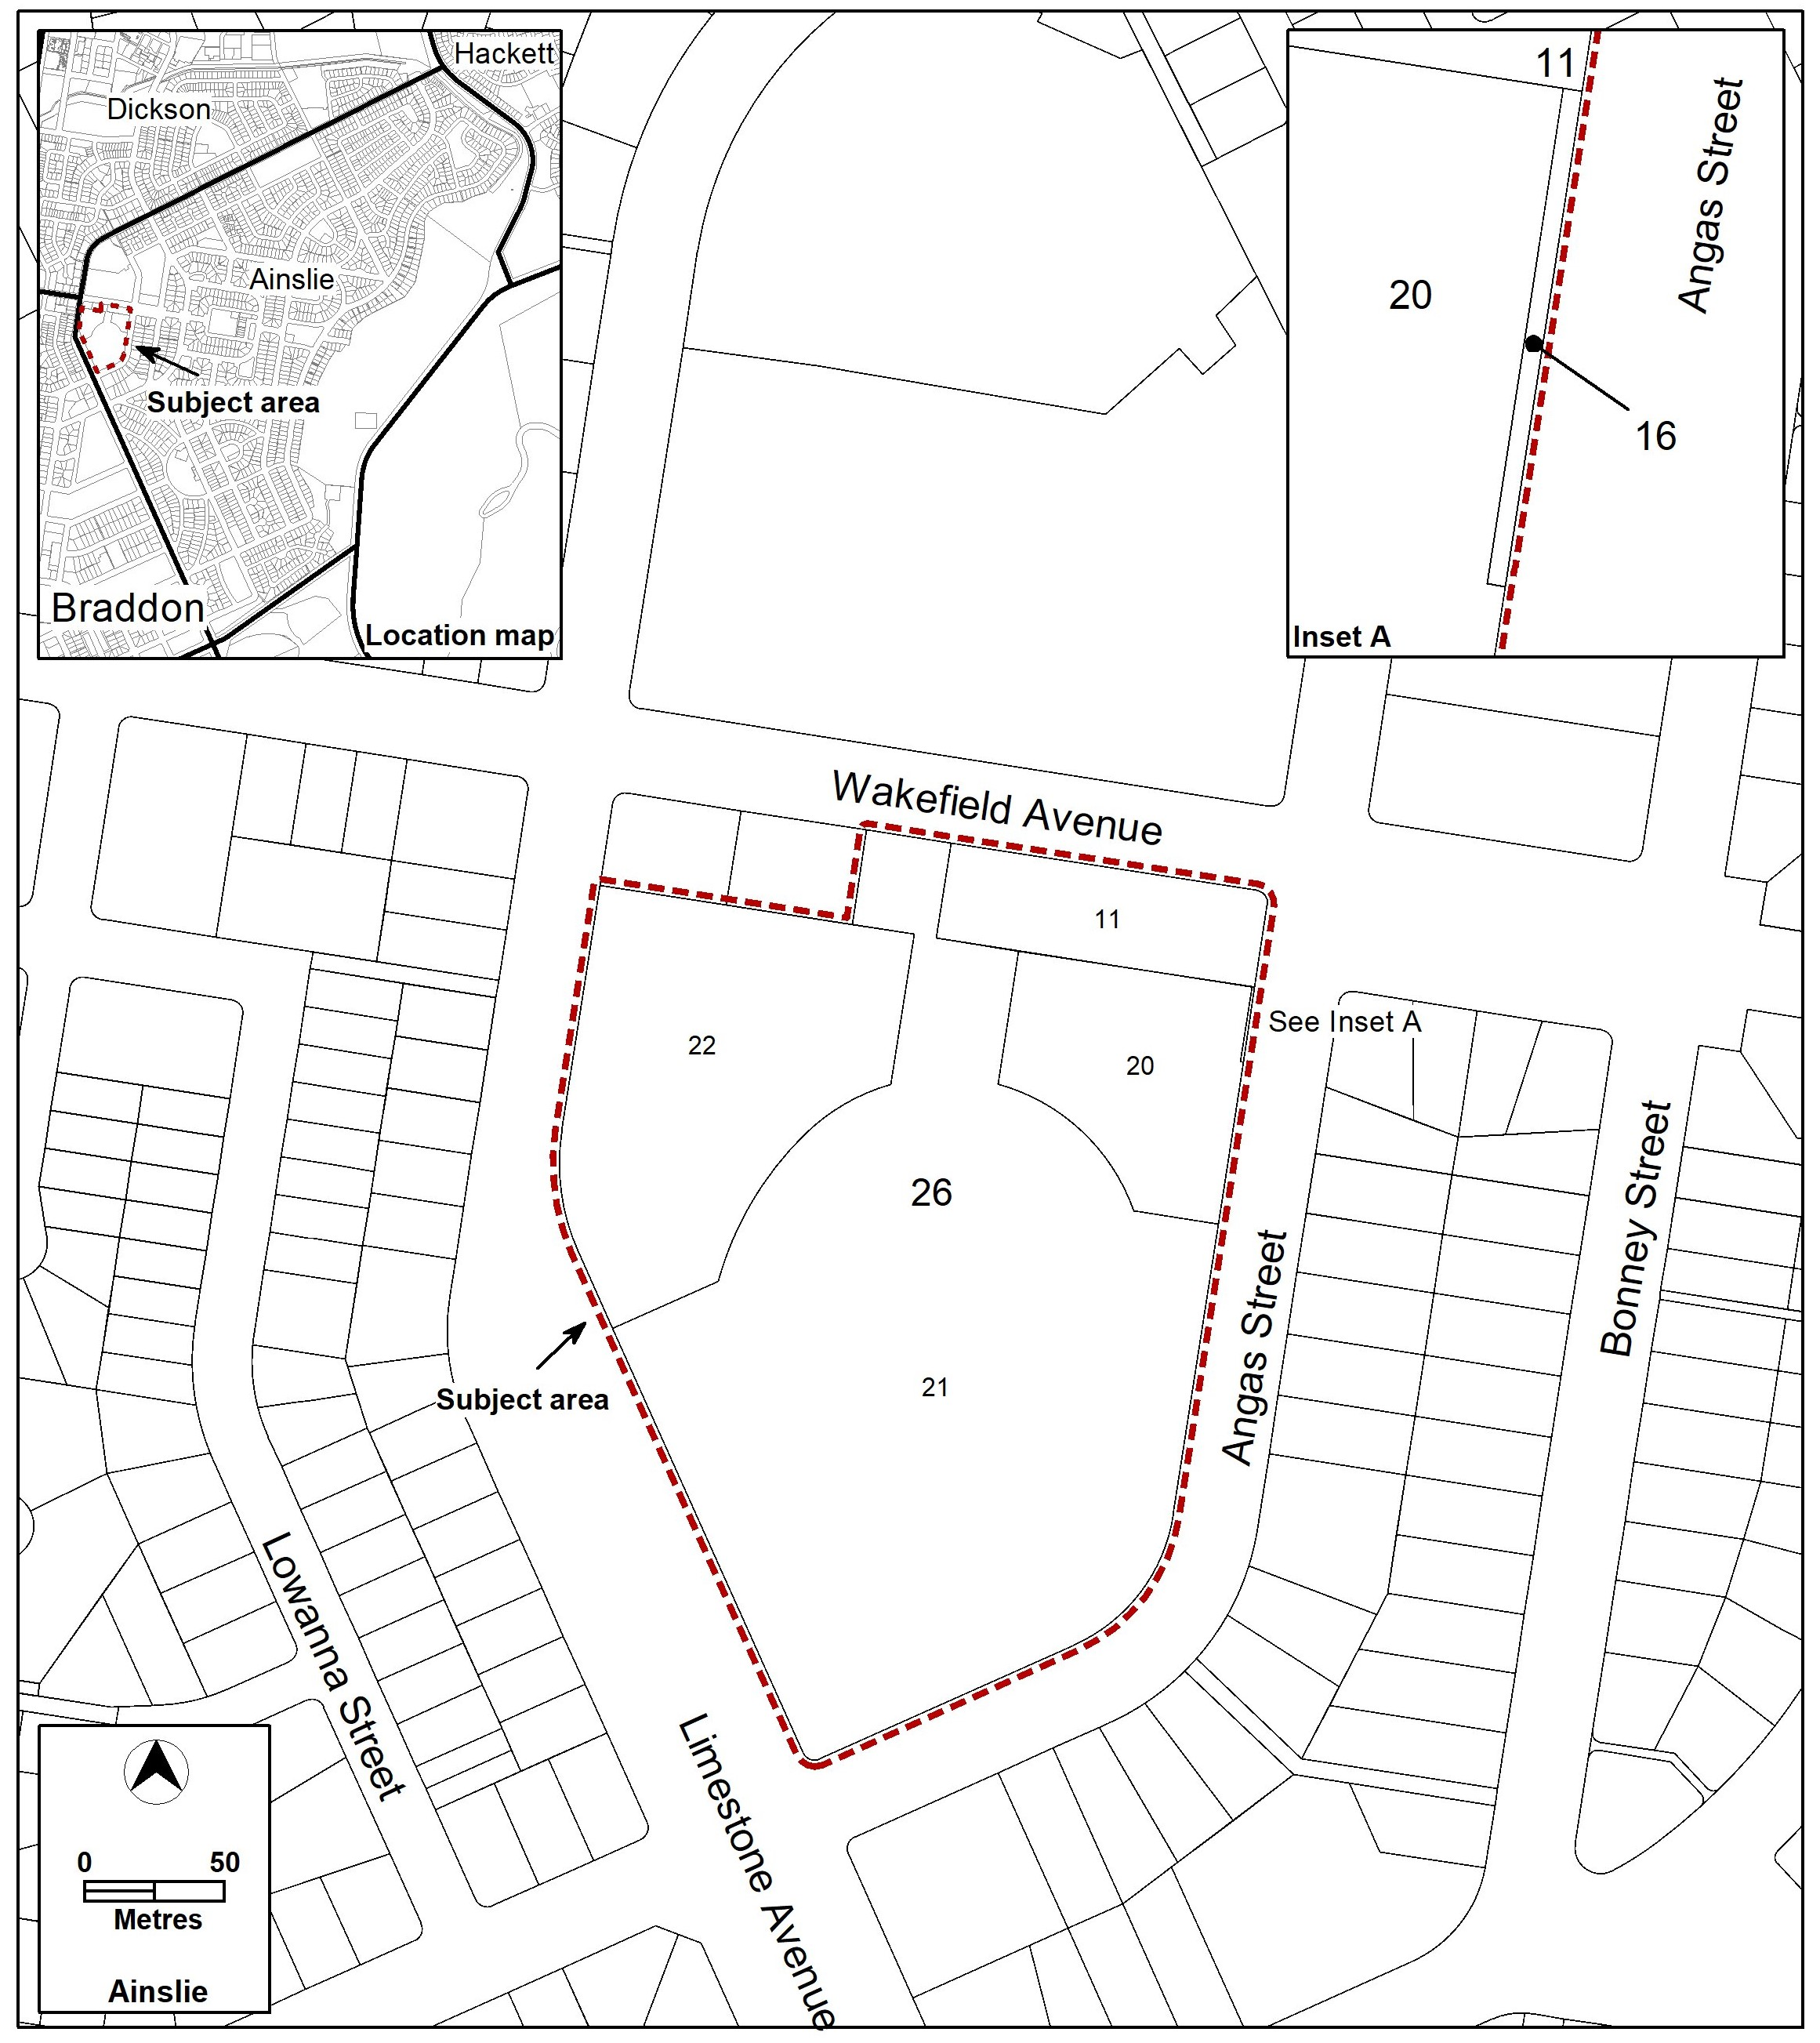 Hackett
Dickson
Ainslie
Subject area
Braddon
Location map
11
Angas Street
20
16
Inset A
Wakefield Avenue
11
See Inset A
22
20
26
Bonney Street
Angas Street
21
Subject area
Lowanna Street
Limestone Avenue
0 50
Metres
Ainslie